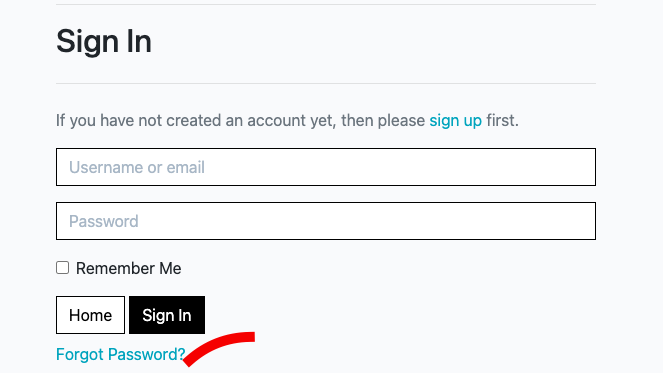 Sign In
If you have not created an account yet, then please sign up first.
Username or email
Password
Remember Me
Home Sign In
Forgot Password?